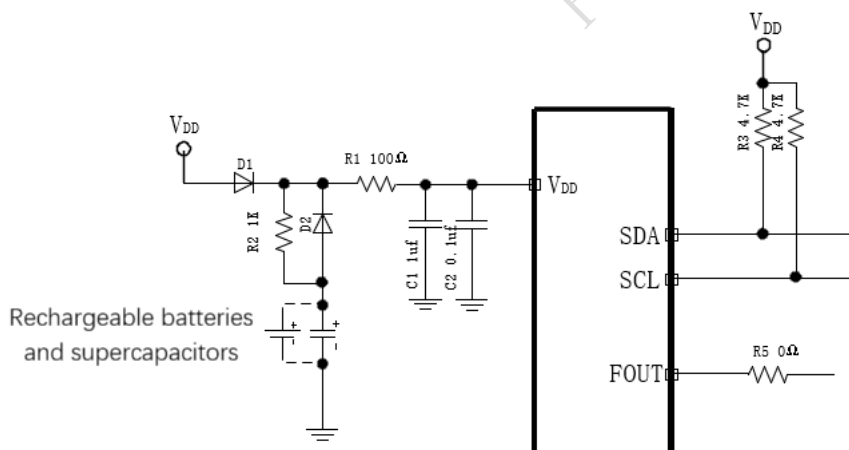 VDD
VDD
D1
R1 100Ω
R3 4.7K
R4 4.7K
VDD
R2 1K
D2
C1 1uf
C2 0.1uf
SDA
SCL
+
-
+
-
Rechargeable batteries
and supercapacitors
FOUT
R5 0Ω